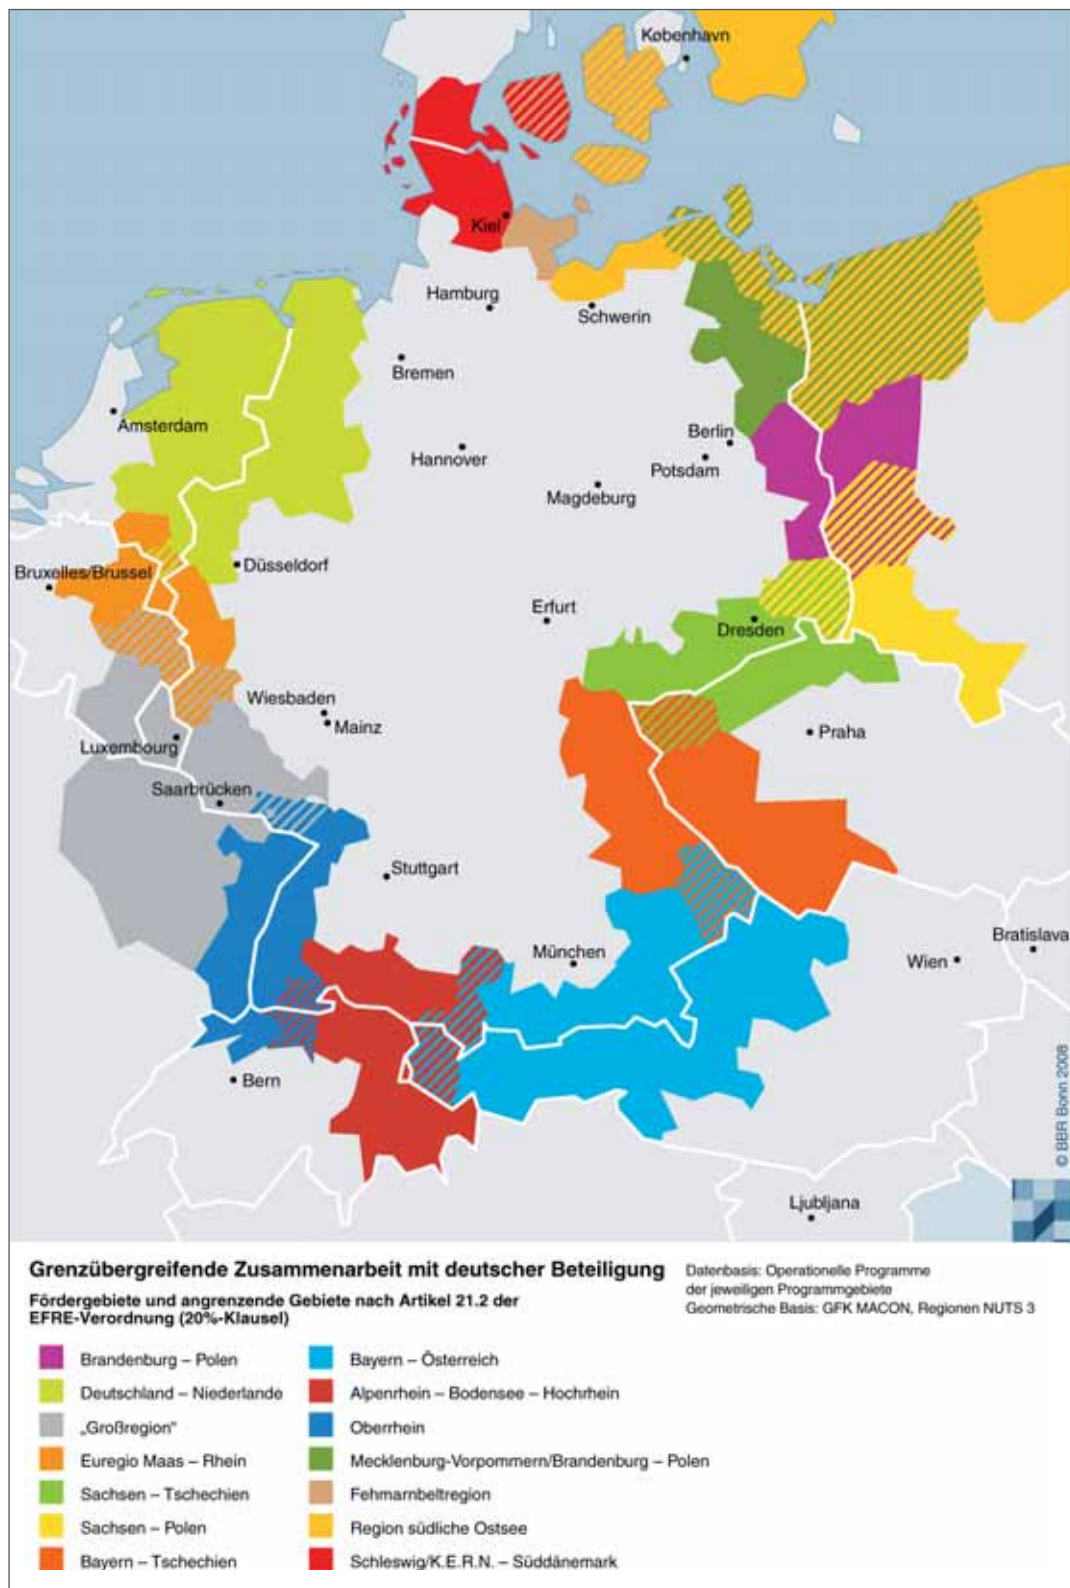 København
Kiel
Hamburg
Schwerin
Bremen
Amsterdam
Berlin
Hannover
Potsdam
Magdeburg
Bruxelles/Brussel
Düsseldorf
Erfurt
Dresden
Wiesbaden
Mainz
Luxembourg
Praha
Saarbrücken
Stuttgart
München
Wien
Bratislava
Bern
Ljubljana
© BBR Bonn 2008
Grenzübergreifende Zusammenarbeit mit deutscher Beteiligung
Fördergebiete und angrenzende Gebiete nach Artikel 21.2 der
EFRE-Verordnung (20%-Klausel)
Datenbasis: Operationelle Programme
der jeweiligen Programmgebiete
Geometrische Basis: GFK MACON, Regionen NUTS 3
Brandenburg – Polen
Deutschland – Niederlande
„Großregion“
Euregio Maas – Rhein
Sachsen – Tschechien
Sachsen – Polen
Bayern – Tschechien
Bayern – Österreich
Alpenrhein – Bodensee – Hochrhein
Oberrhein
Mecklenburg-Vorpommern/Brandenburg – Polen
Fehmarnbeltregion
Region südliche Ostsee
Schleswig/K.E.R.N. – Süddänemark